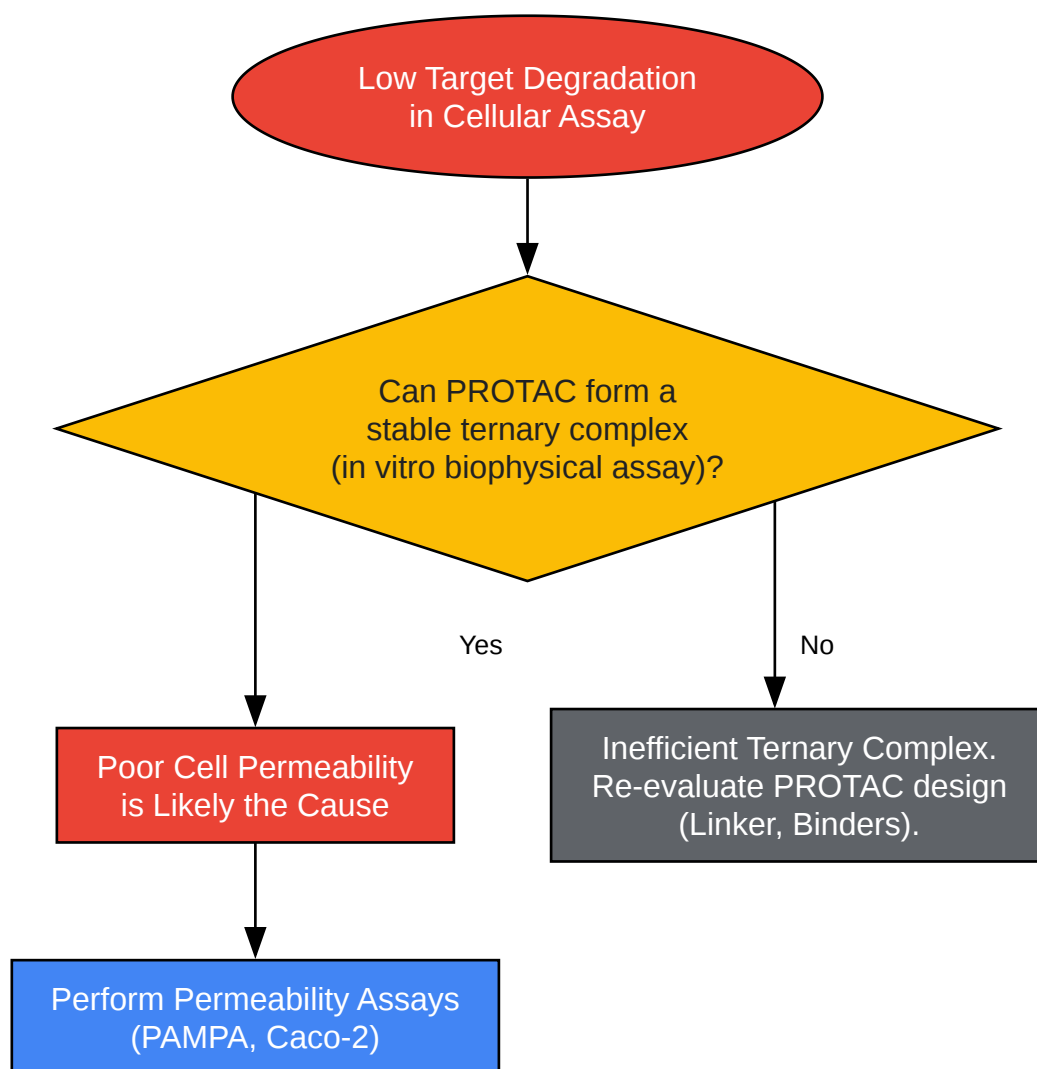 Low Target Degradation
in Cellular Assay
Can PROTAC form a
stable ternary complex
(in vitro biophysical assay)?
Yes
No
Poor Cell Permeability
is Likely the Cause
Inefficient Ternary Complex.
Re-evaluate PROTAC design
(Linker, Binders).
Perform Permeability Assays
(PAMPA, Caco-2)